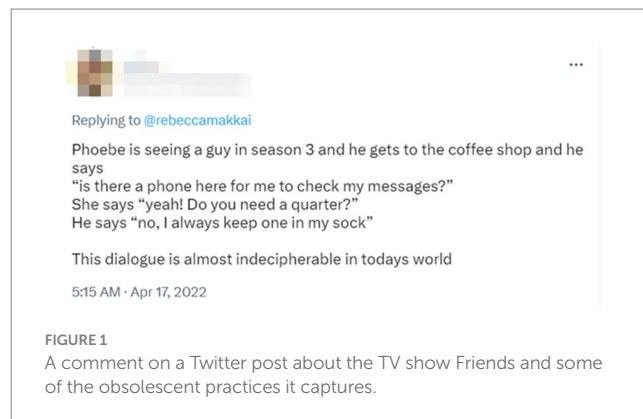 ...
Replying to @rebeccamakkai
Phoebe is seeing a guy in season 3 and he gets to the coffee shop and he
says
“is there a phone here for me to check my messages?”
She says “yeah! Do you need a quarter?”
He says “no, I always keep one in my sock”
This dialogue is almost indecipherable in todays world
5:15 AM · Apr 17, 2022
FIGURE 1
A comment on a Twitter post about the TV show Friends and some
of the obsolescent practices it captures.